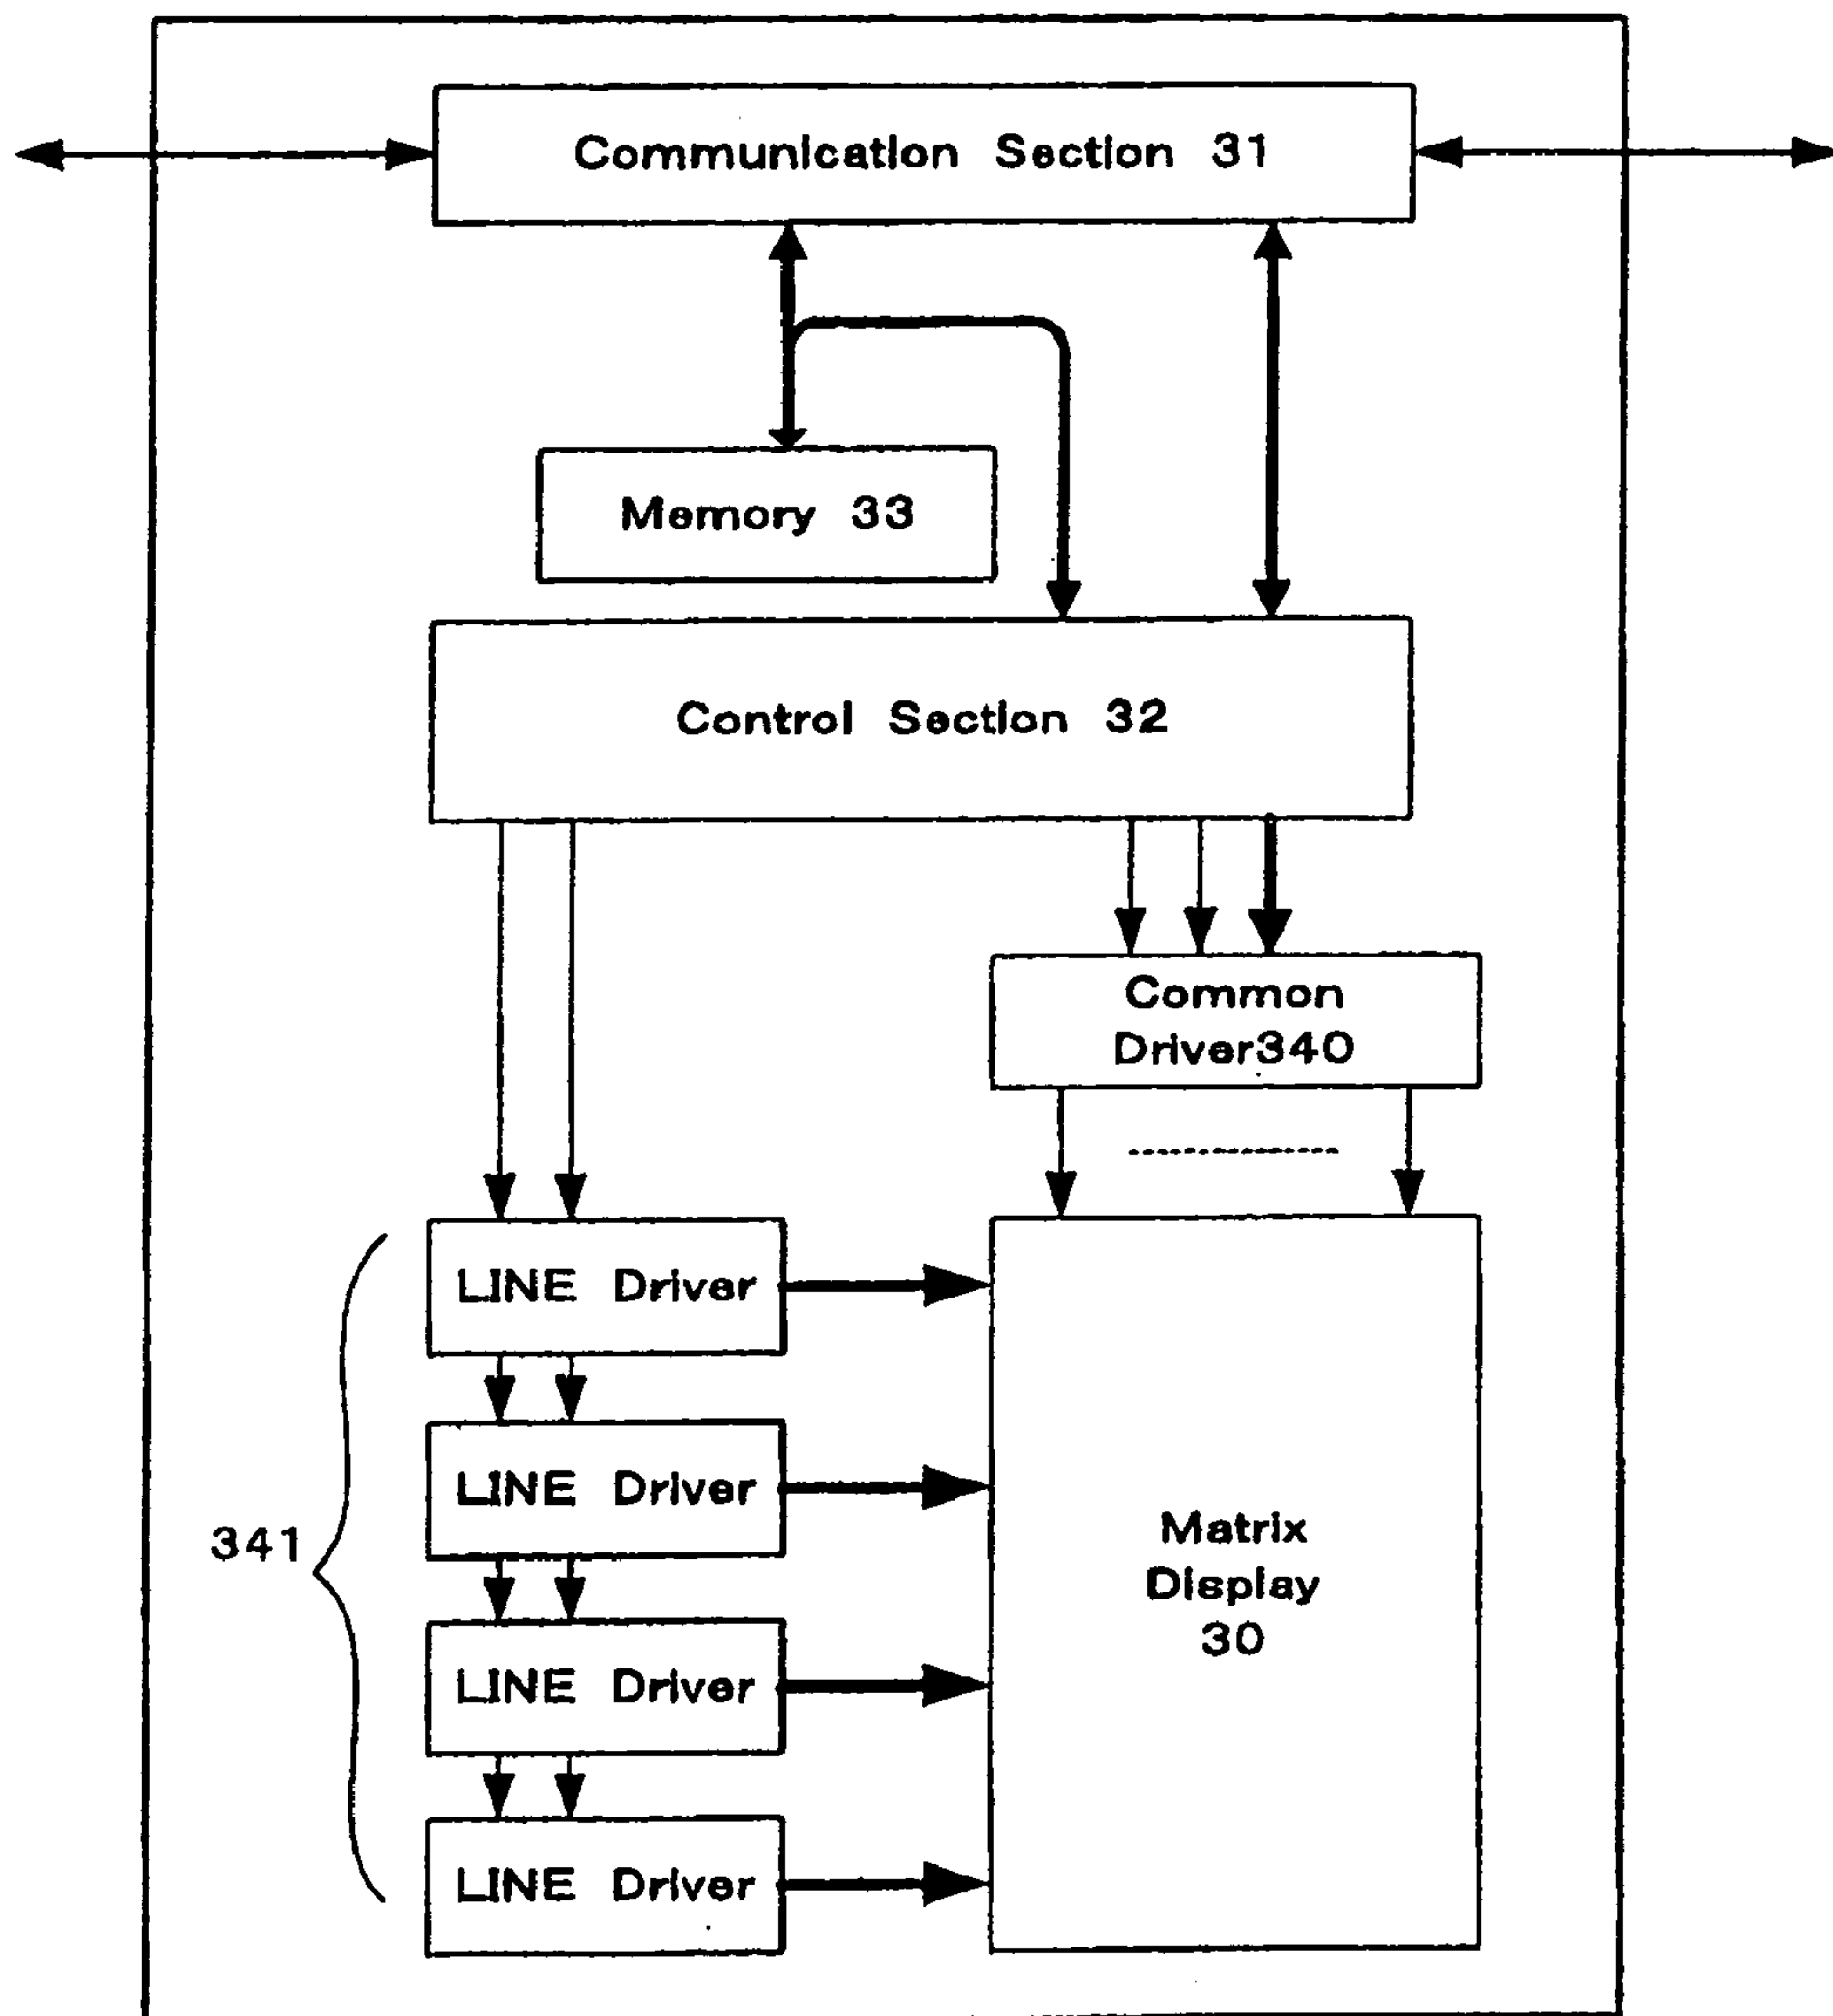 Communication Section 31
Memory 33
Control Section 32
Common
Driver340
LINE Driver
LINE Driver
341
LINE Driver
LINE Driver
Matrix
Display
30